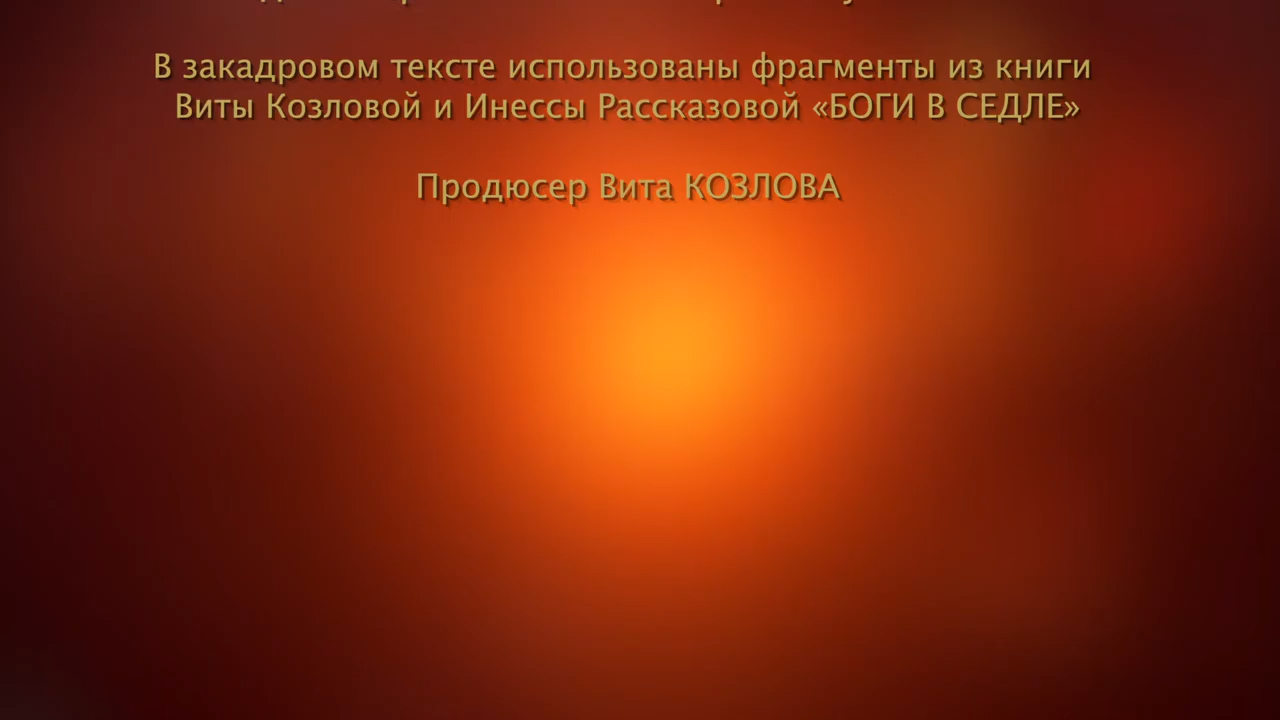 В закадровом тексте использованы фрагменты из книги
Виты Козловой и Инессы Рассказовой «БОГИ В СЕДЛЕ»
Продюсер Вита КОЗЛОВА